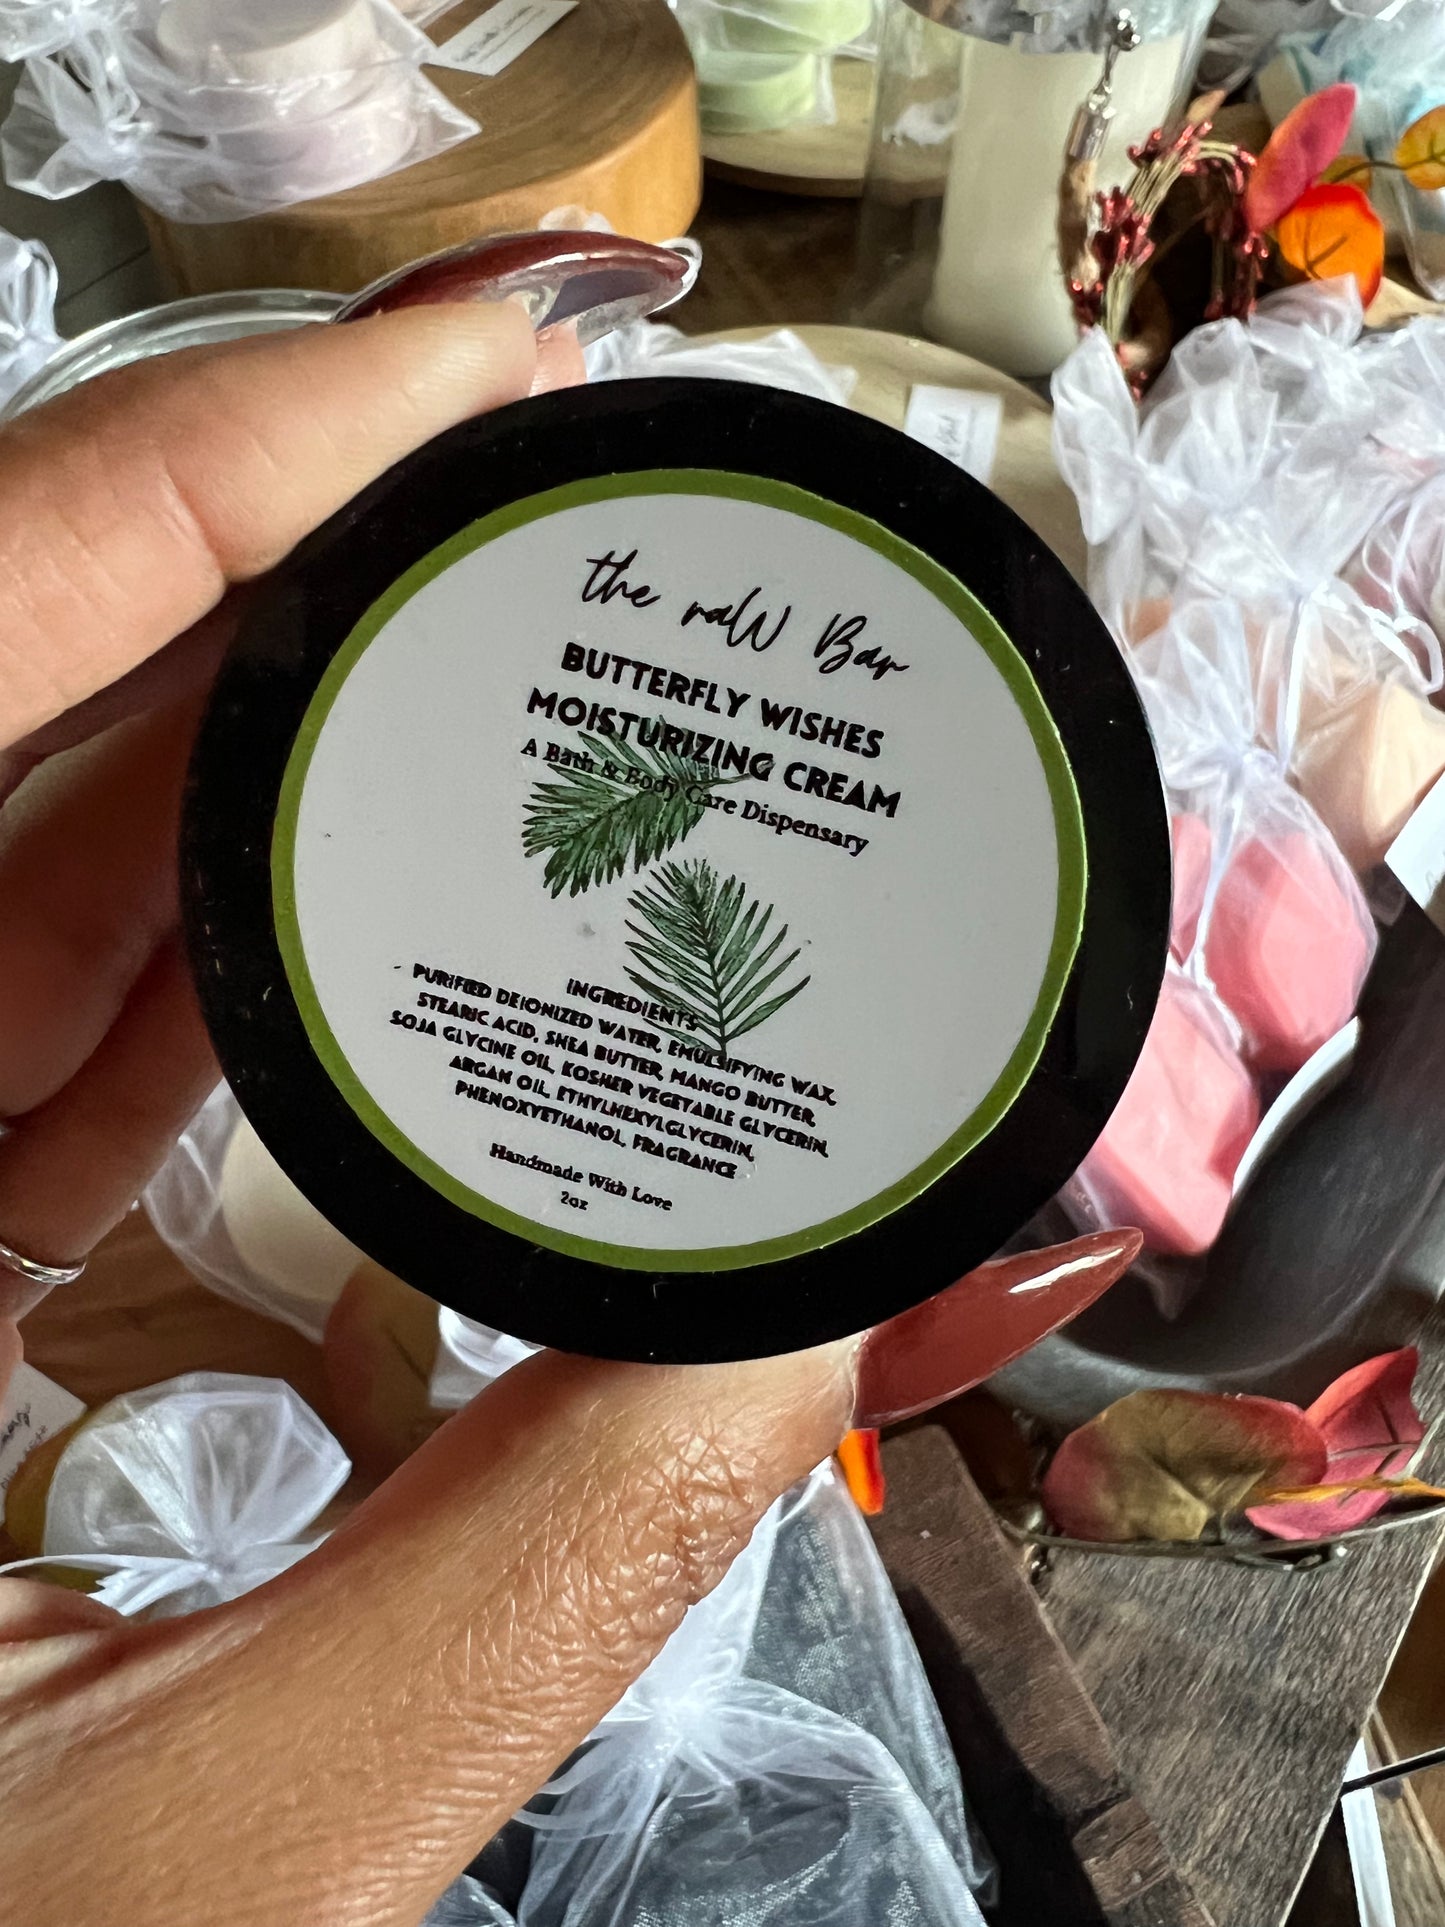 the raW Bar
BUTTERFLY WISHES
MOISTURIZING CREAM
A Bath & Body Care Dispensary
INGREDIENTS
PURIFIED DEIONIZED WATER, EMULSIFYING WAX,
STEARIC ACID, SHEA BUTTER, MANGO BUTTER,
SOJA GLYCINE OIL, KOSHER VEGETABLE GLYCERIN,
ARGAN OIL, ETHYLHEXYLGLYCERIN,
PHENOXYETHANOL, FRAGRANCE
Handmade With Love
2oz